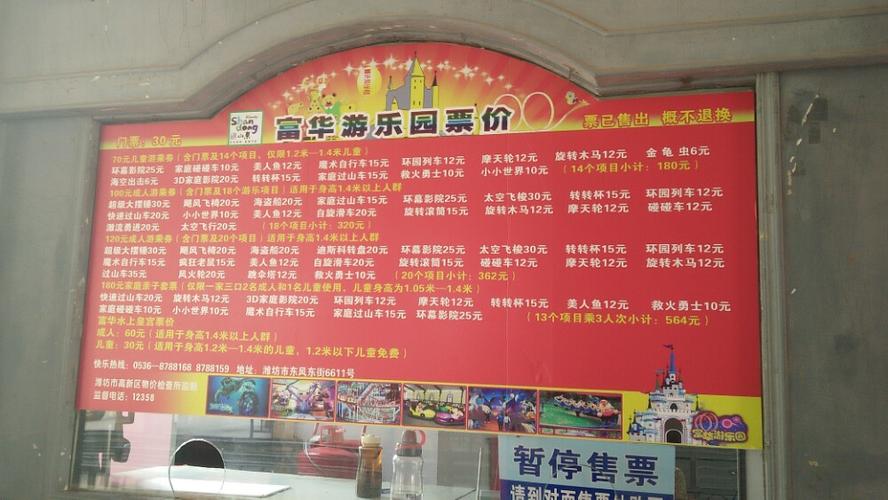 Shandong
富华游乐园票价
门票：30元
票已售出 概不退换
70元儿童游乘券（含门票及14个项目、仅限1.2米—1.4米儿童）
环幕影院25元 家庭碰碰车10元 美人鱼12元 魔术自行车15元 环园列车12元 摩天轮12元 旋转木马12元 金龟虫6元
海空出击6元 3D家庭影院20元 转转杯15元 家庭过山车15元 救火勇士10元 小小世界10元 （14个项目小计：180元）
100元成人游乘券（含门票及18个游乐项目）适用于身高1.4米以上人群
超级大摆锤30元 飓风飞椅20元 海盗船20元 家庭过山车15元 环幕影院25元 太空飞梭30元 转转杯15元 环园列车12元
快速过山车20元 小小世界10元 美人鱼12元 自旋滑车20元 旋转滚筒15元 旋转木马12元 摩天轮12元 碰碰车12元
激流勇进20元 太空飞行20元 （18个项目小计：320元）
120元成人游乘券（含门票及20个项目）适用于身高1.4米以上人群
超级大摆锤30元 飓风飞椅20元 海盗船20元 迪斯科转盘20元 环幕影院25元 太空飞梭30元 转转杯15元 环园列车12元
魔术自行车15元 疯狂老鼠15元 美人鱼12元 自旋滑车20元 旋转滚筒15元 碰碰车12元 摩天轮12元 旋转木马12元
过山车35元 风火轮20元 跳伞塔12元 救火勇士10元 （20个项目小计：362元）
180元家庭亲子套票（仅限一家三口2名成人和1名儿童使用，儿童身高为1.05米—1.4米）
快速过山车20元 旋转木马12元 3D家庭影院20元 环园列车12元 摩天轮12元 转转杯15元 美人鱼12元 救火勇士10元
家庭碰碰车10元 小小世界10元 魔术自行车15元 家庭过山车15元 环幕影院25元 （13个项目乘3人次小计：564元）
富华水上皇宫票价
成人：60元（适用于身高1.4米以上人群）
儿童：30元（适用于身高1.2米—1.4米的儿童，1.2米以下儿童免费）
快乐热线：0536—8788168 8788159 地址：潍坊市东风东街6611号
潍坊市高新区物价检查所监制
监督电话：12358
富华游乐园
暂停售票
请到对面售票处购买